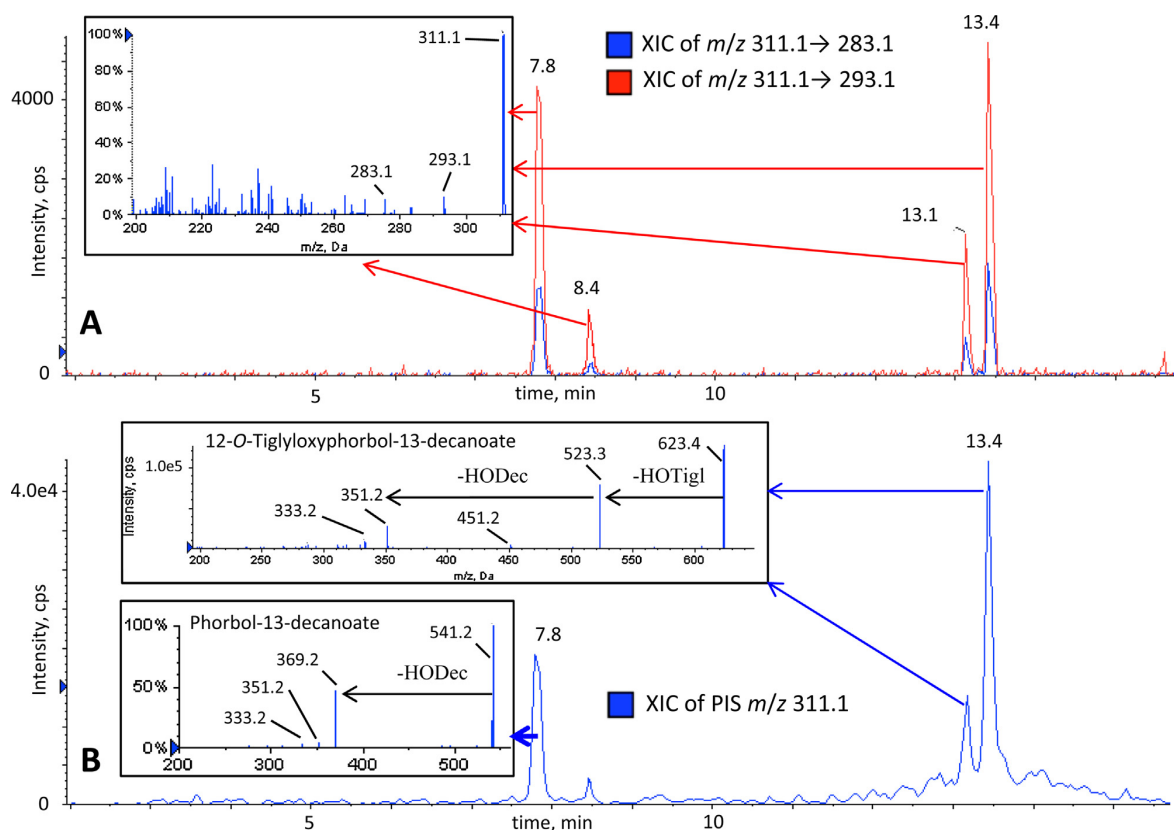 XIC of m/z 311.1→ 283.1
XIC of m/z 311.1→ 293.1
100%
80%
60%
40%
20%
0%
311.1
283.1
293.1
200
220
240
260
280
300
m/z, Da
7.8
8.4
13.1
13.4
4000
0
Intensity, cps
A
5
time, min
10
12-O-Tiglyloxyphorbol-13-decanoate
Intensity, cps
1.0e5
333.2
351.2
-HODec
451.2
523.3
-HOTigl
623.4
200
250
300
350
400
450
500
550
600
m/z, Da
Phorbol-13-decanoate
100%
50%
0%
333.2
351.2
369.2
-HODec
541.2
200
300
400
500
7.8
13.4
XIC of PIS m/z 311.1
4.0e4
0
Intensity, cps
B
5
time, min
10